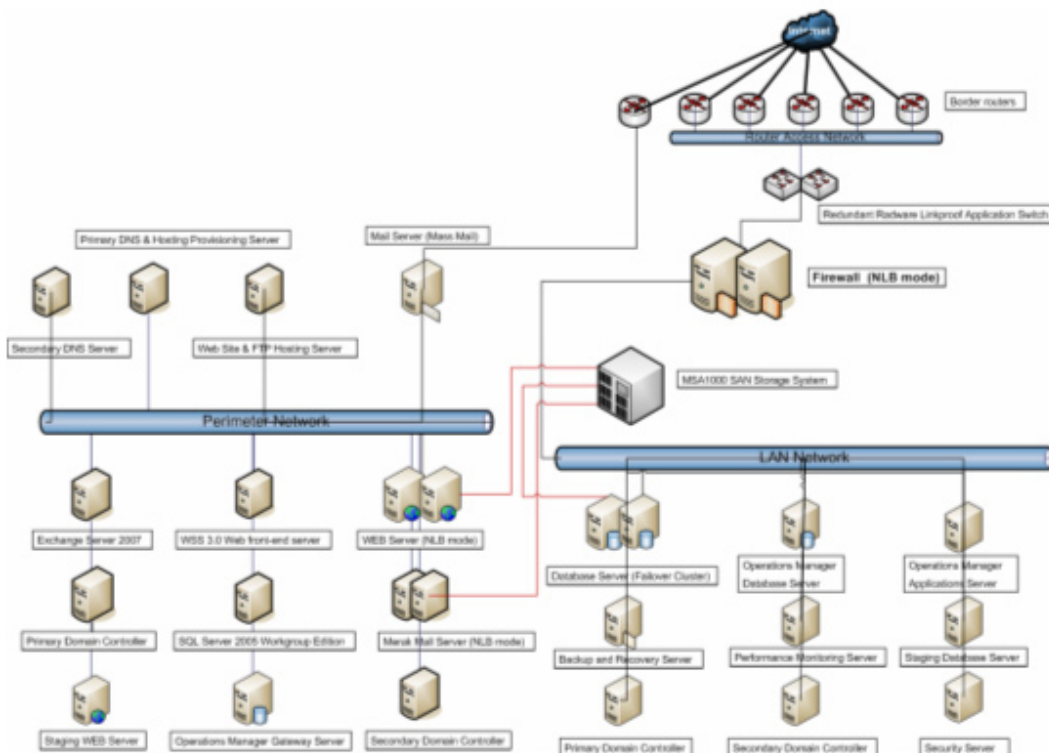 Internet
Border routers
Router Access Network
Redundant Radware Linkproof Application Switch
Primary DNS & Hosting Provisioning Server
Mail Server (Mass Mail)
Firewall (NLB mode)
Secondary DNS Server
Web Site & FTP Hosting Server
MSA1000 SAN Storage System
Perimeter Network
LAN Network
Exchange Server 2007
WSS 3.0 Web front-end server
WEB Server (NLB mode)
Database Server (Failover Cluster)
Operations Manager
Database Server
Operations Manager
Applications Server
Primary Domain Controller
SQL Server 2005 Workgroup Edition
Mail Server (NLB mode)
Backup and Recovery Server
Performance Monitoring Server
Staging Database Server
Staging WEB Server
Operations Manager Gateway Server
Secondary Domain Controller
Primary Domain Controller
Secondary Domain Controller
Security Server